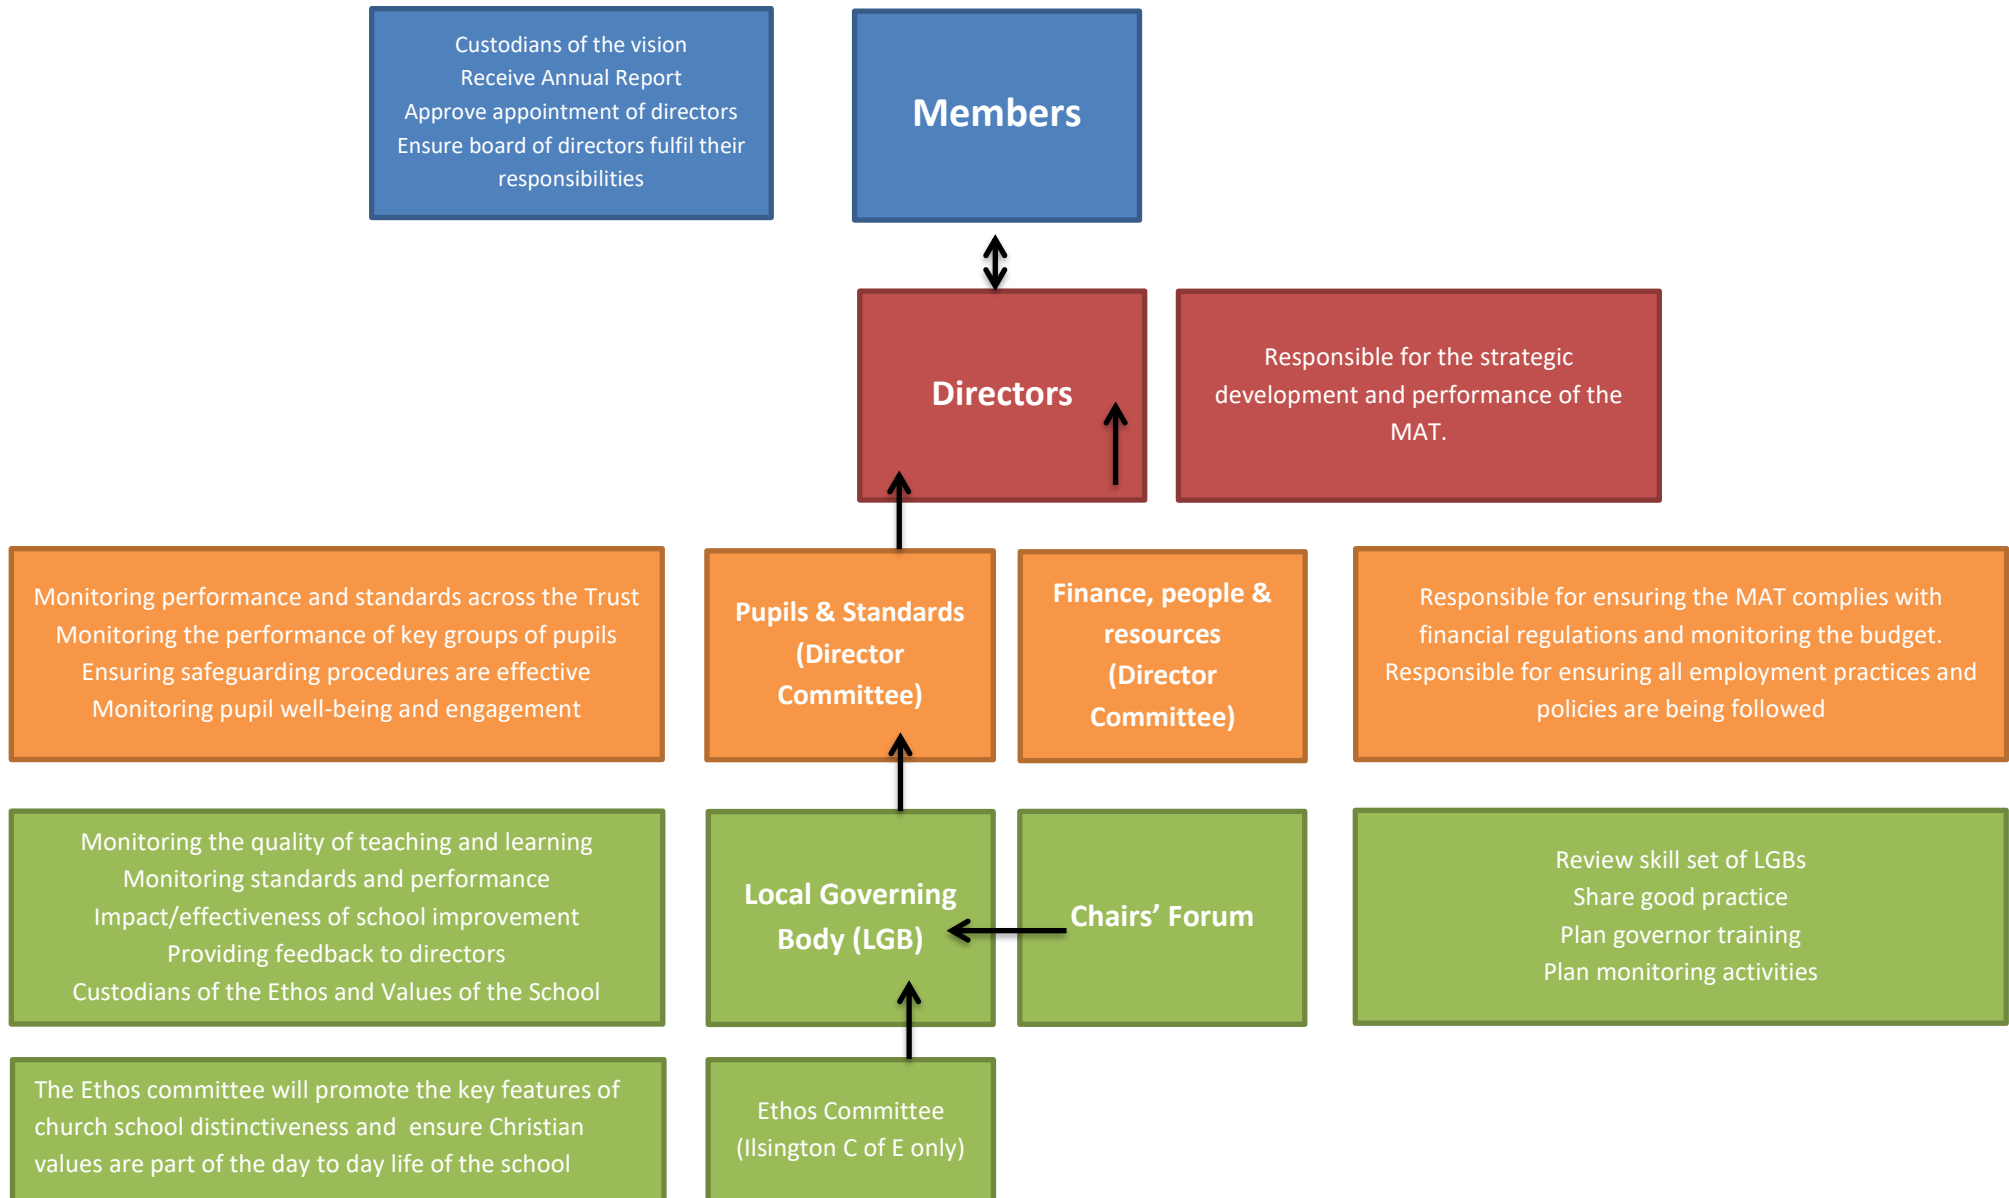 Custodians of the vision
Receive Annual Report
Approve appointment of directors
Ensure board of directors fulfil their
responsibilities
Members
Directors
Responsible for the strategic
development and performance of the
MAT.
Monitoring performance and standards across the Trust
Monitoring the performance of key groups of pupils
Ensuring safeguarding procedures are effective
Monitoring pupil well-being and engagement
Pupils & Standards
(Director
Committee)
Finance, people &
resources
(Director
Committee)
Responsible for ensuring the MAT complies with
financial regulations and monitoring the budget.
Responsible for ensuring all employment practices and
policies are being followed
Monitoring the quality of teaching and learning
Monitoring standards and performance
Impact/effectiveness of school improvement
Providing feedback to directors
Custodians of the Ethos and Values of the School
Local Governing
Body (LGB)
Chairs’ Forum
Review skill set of LGBs
Share good practice
Plan governor training
Plan monitoring activities
The Ethos committee will promote the key features of
church school distinctiveness and  ensure Christian
values are part of the day to day life of the school
Ethos Committee
(Ilsington C of E only)